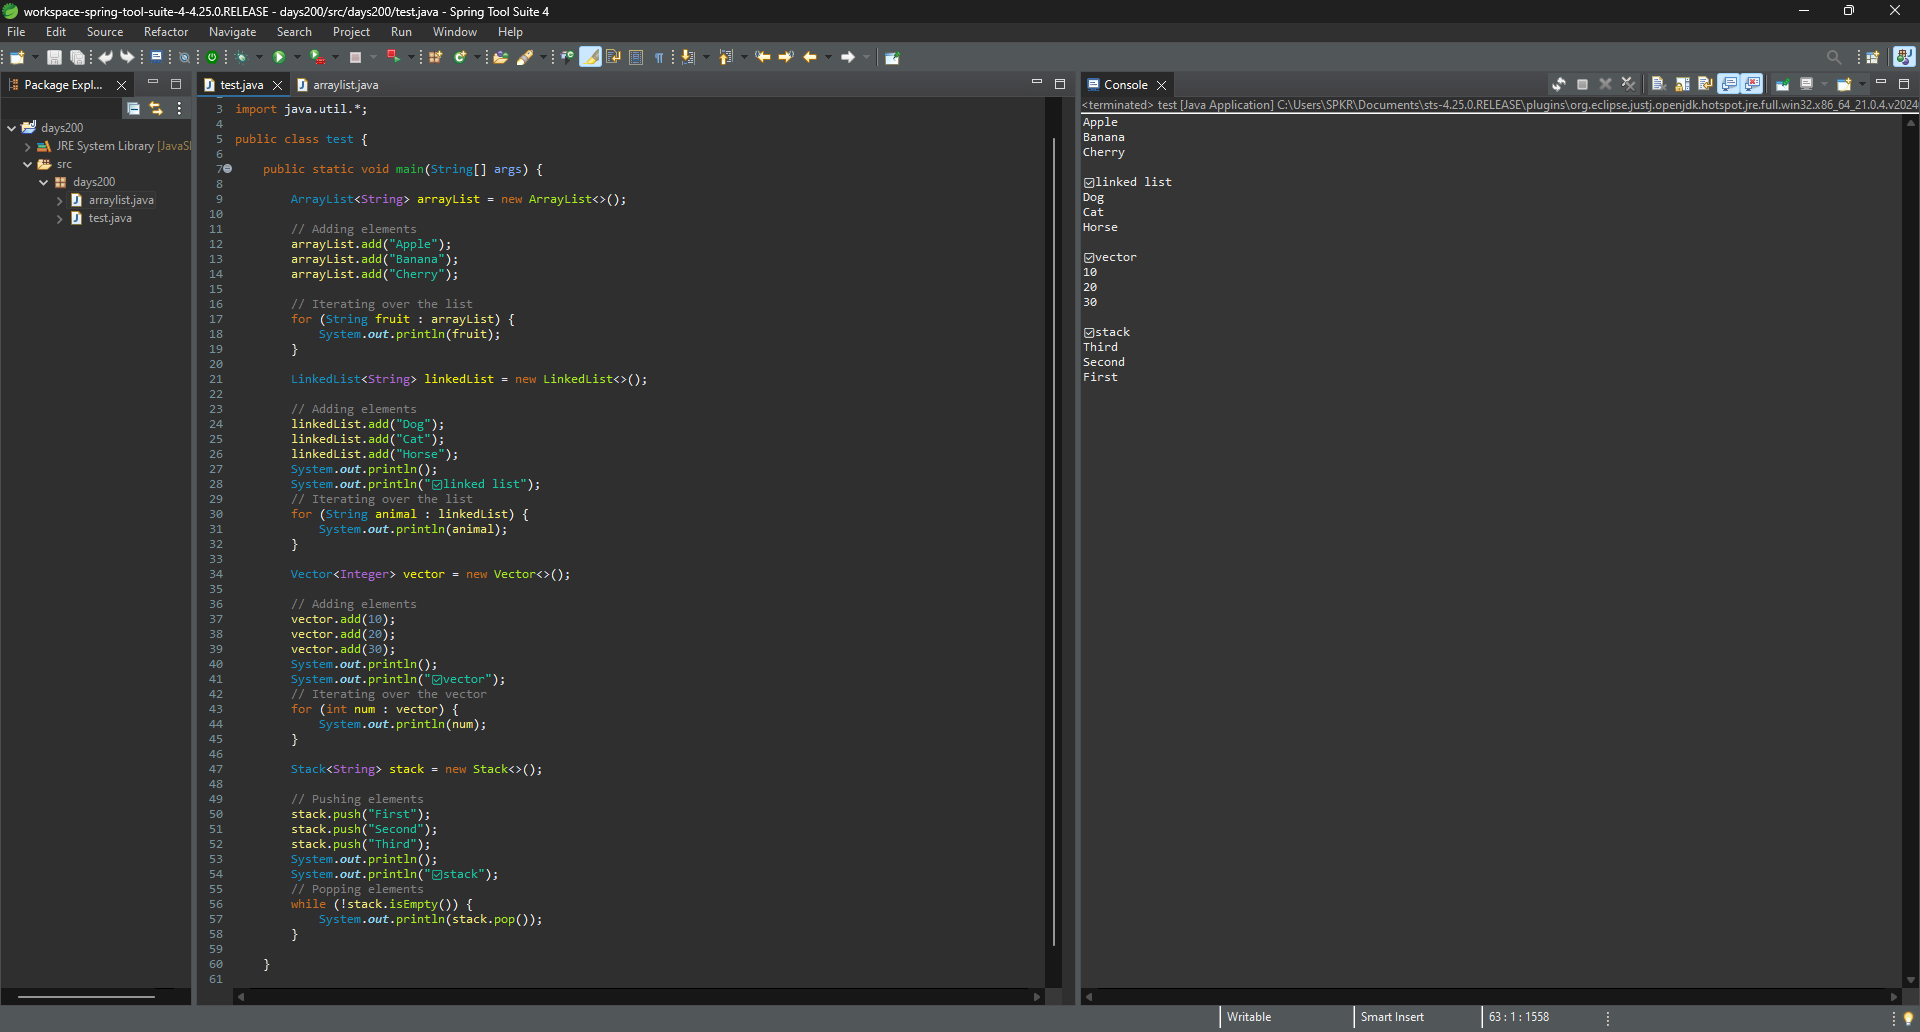 workspace-spring-tool-suite-4-4.25.0.RELEASE - days200/src/days200/test.java - Spring Tool Suite 4
File Edit Source Refactor Navigate Search Project Run Window Help
Package Expl...
days200
JRE System Library [JavaSI
src
days200
arraylist.java
test.java
test.java
arraylist.java
3 import java.util.*;
4
5 public class test {
6
7 public static void main(String[] args) {
8
9 ArrayList<String> arrayList = new ArrayList<>();
10
11 // Adding elements
12 arrayList.add("Apple");
13 arrayList.add("Banana");
14 arrayList.add("Cherry");
15
16 // Iterating over the list
17 for (String fruit : arrayList) {
18 System.out.println(fruit);
19 }
20
21 LinkedList<String> linkedList = new LinkedList<>();
22
23 // Adding elements
24 linkedList.add("Dog");
25 linkedList.add("Cat");
26 linkedList.add("Horse");
27 System.out.println();
28 System.out.println("☑linked list");
29 // Iterating over the list
30 for (String animal : linkedList) {
31 System.out.println(animal);
32 }
33
34 Vector<Integer> vector = new Vector<>();
35
36 // Adding elements
37 vector.add(10);
38 vector.add(20);
39 vector.add(30);
40 System.out.println();
41 System.out.println("☑vector");
42 // Iterating over the vector
43 for (int num : vector) {
44 System.out.println(num);
45 }
46
47 Stack<String> stack = new Stack<>();
48
49 // Pushing elements
50 stack.push("First");
51 stack.push("Second");
52 stack.push("Third");
53 System.out.println();
54 System.out.println("☑stack");
55 // Popping elements
56 while (!stack.isEmpty()) {
57 System.out.println(stack.pop());
58 }
59
60 }
61
Console
<terminated> test [Java Application] C:\Users\SPKR\Documents\sts-4.25.0.RELEASE\plugins\org.eclipse.justj.openjdk.hotspot.jre.full.win32.x86_64_21.0.4.v2024
Apple
Banana
Cherry
☑linked list
Dog
Cat
Horse
☑vector
10
20
30
☑stack
Third
Second
First
Writable
Smart Insert
63 : 1 : 1558